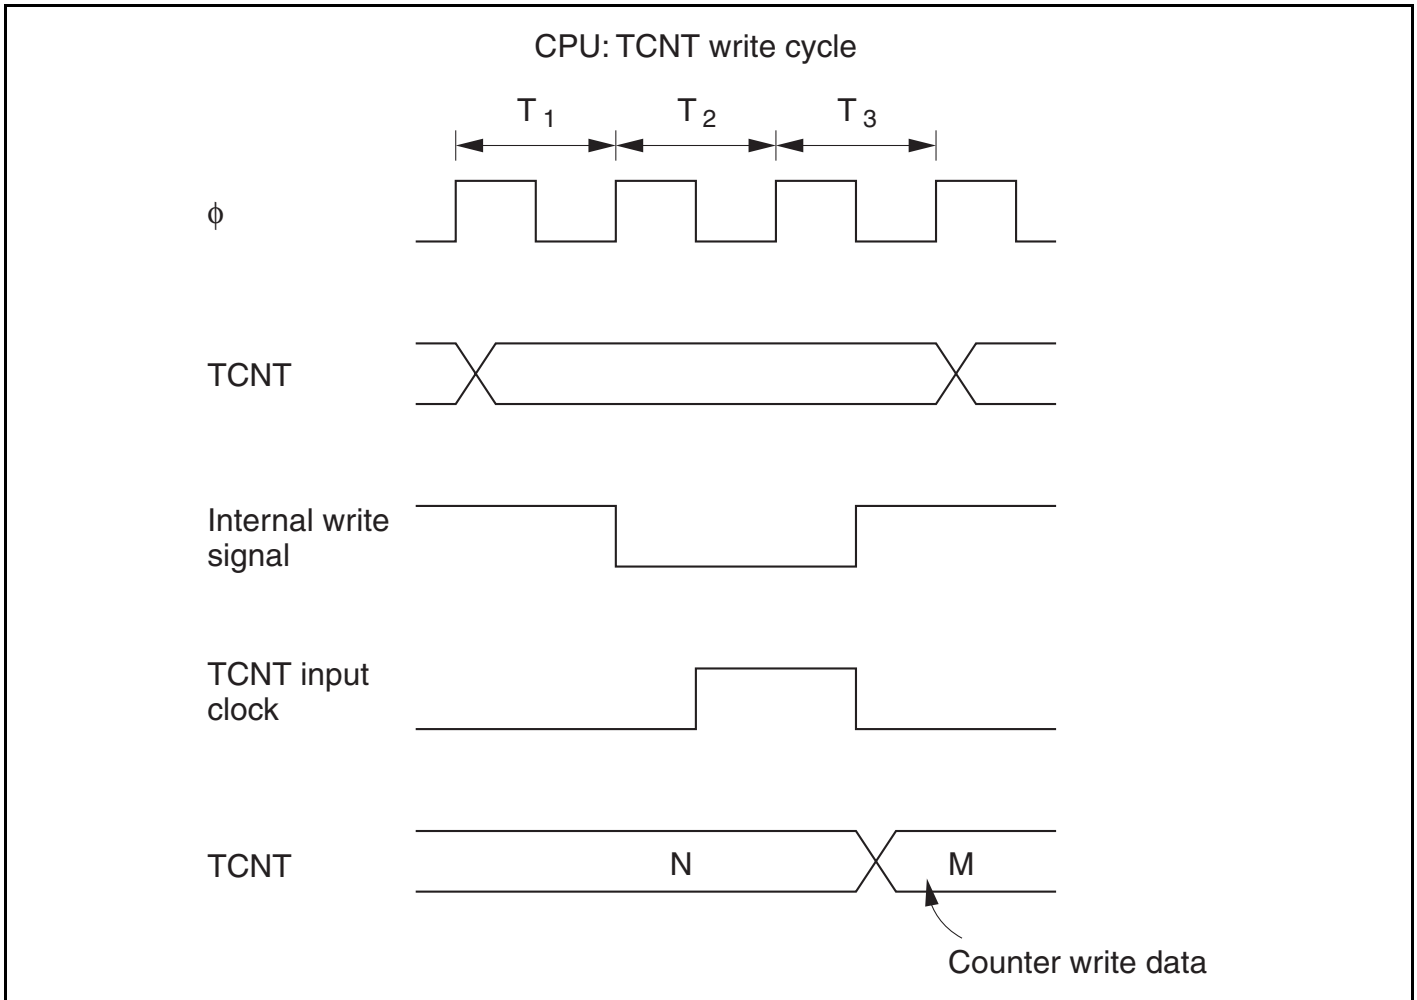 CPU: TCNT write cycle
T1 T2 T3
ϕ
TCNT
Internal write
signal
TCNT input
clock
TCNT
N M
Counter write data